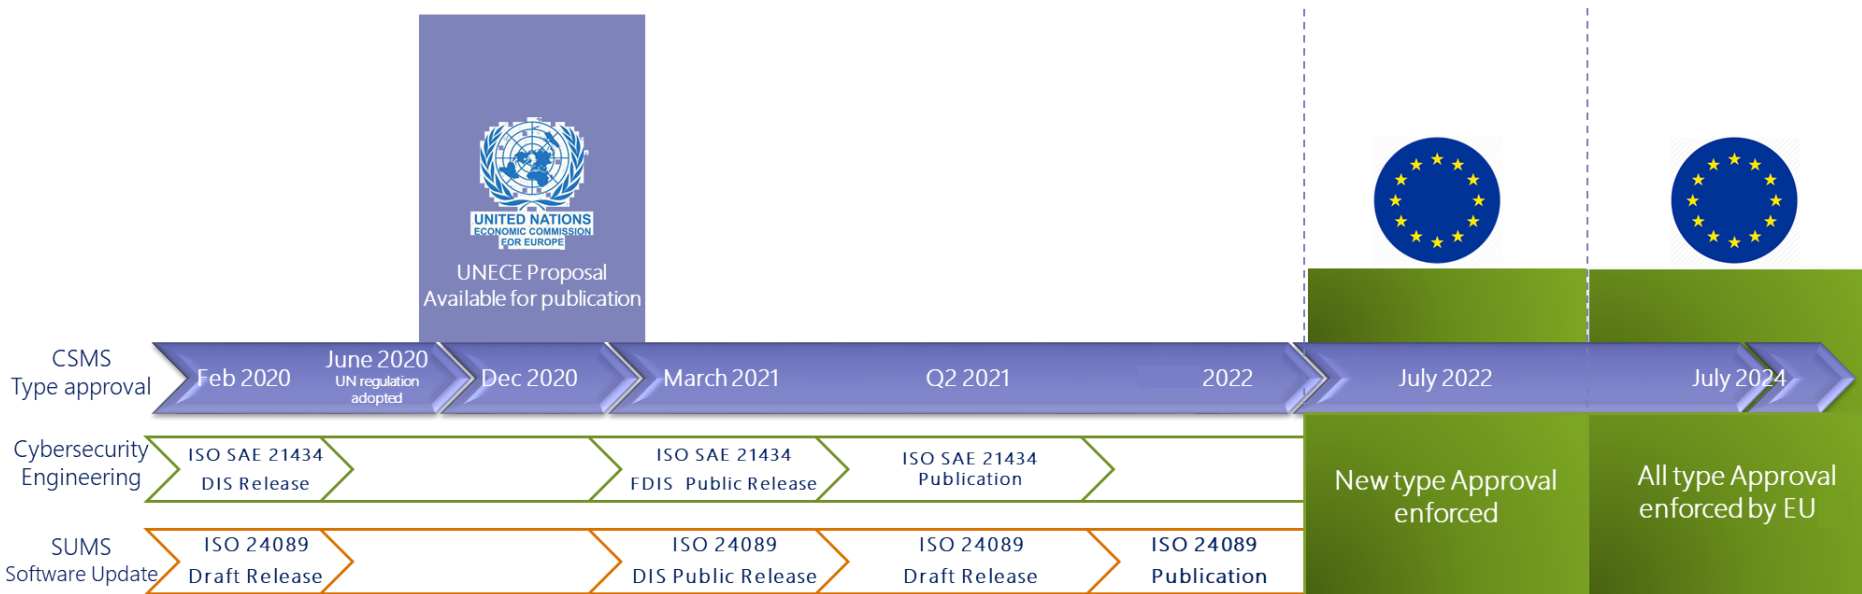 UNITED NATIONS
ECONOMIC COMMISSION
FOR EUROPE
UNECE Proposal
Available for publication
CSMS
Type approval
Feb 2020
June 2020
UN regulation
adopted
Dec 2020
March 2021
Q2 2021
2022
July 2022
July 2024
Cybersecurity
Engineering
ISO SAE 21434
DIS Release
ISO SAE 21434
FDIS Public Release
ISO SAE 21434
Publication
New type Approval
enforced
All type Approval
enforced by EU
SUMS
Software Update
ISO 24089
Draft Release
ISO 24089
DIS Public Release
ISO 24089
Draft Release
ISO 24089
Publication